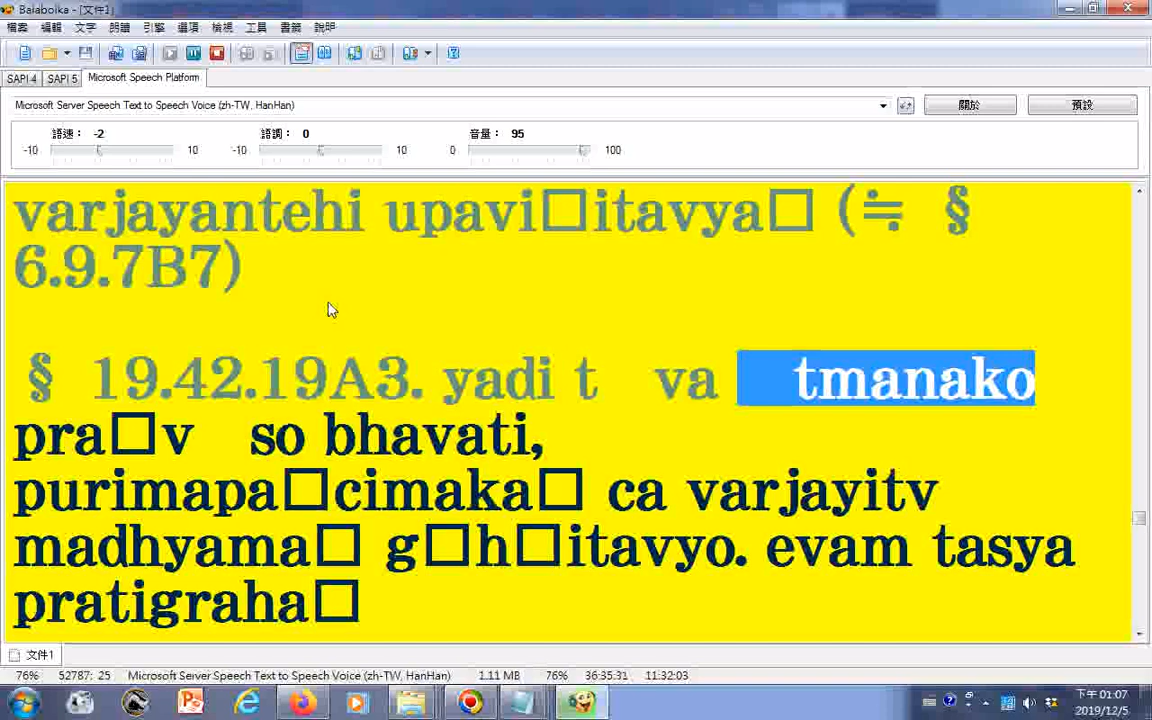 Balabolka - [文件1]
檔案 編輯 文字 朗讀 引擎 選項 檢視 工具 書籤 說明
SAPI 4 SAPI 5 Microsoft Speech Platform
Microsoft Server Speech Text to Speech Voice (zh-TW, HanHan) 關於 預設
語速： -2 語調： 0 音量： 95
-10 10 -10 10 0 100
varjayantehi upavi□itavya□ (≒ §
6.9.7B7)
§ 19.42.19A3. yadi t va tmanako
pra□v so bhavati,
purimapa□cimaka□ ca varjayitv
madhyama□ g□h□itavyo. evam tasya
pratigraha□
文件1
76% 52787: 25 Microsoft Server Speech Text to Speech Voice (zh-TW, HanHan) 1.11 MB 76% 36:35.31 11:32:03
下午 01:07
2019/12/5